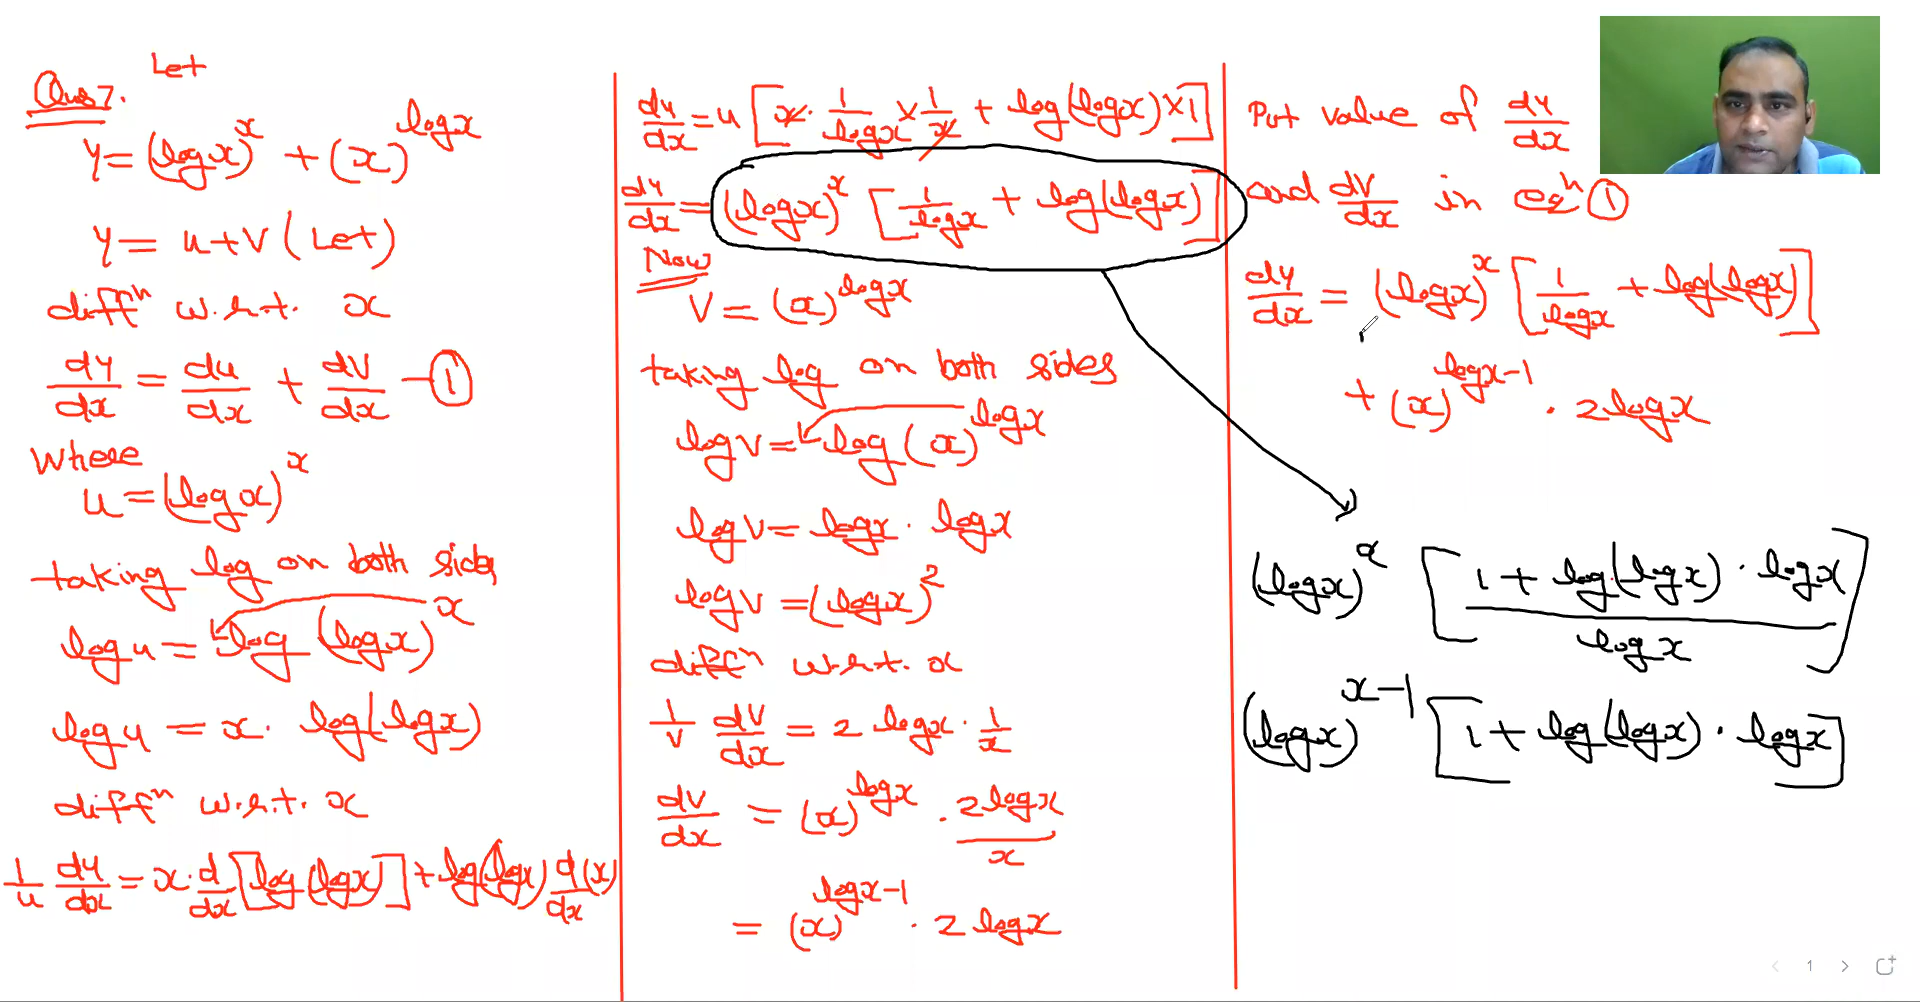 Ques 7. Let
y = (log x)^x + (x)^(log x)
y = u + v (Let)
diffⁿ w.r.t. x
dy/dx = du/dx + dv/dx - ①
Where
u = (log x)^x
taking log on both sides
log u = log (log x)^x
log u = x · log(log x)
diffⁿ w.r.t. x
1/u du/dx = x · d/dx [log(log x)] + log(log x) d/dx (x)
du/dx = u [x · 1/log x × 1/x + log(log x) × 1]
du/dx = (log x)^x [1/log x + log(log x)]
Now
v = (x)^(log x)
taking log on both sides
log v = log (x)^(log x)
log v = log x · log x
log v = (log x)^2
diffⁿ w.r.t. x
1/v dv/dx = 2 log x · 1/x
dv/dx = (x)^(log x) · 2 log x / x
= (x)^(log x - 1) · 2 log x
Put value of du/dx
and dv/dx in eqⁿ ①
dy/dx = (log x)^x [1/log x + log(log x)]
+ (x)^(log x - 1) · 2 log x
(log x)^x [(1 + log(log x) · log x) / log x]
(log x)^(x - 1) [1 + log(log x) · log x]
1